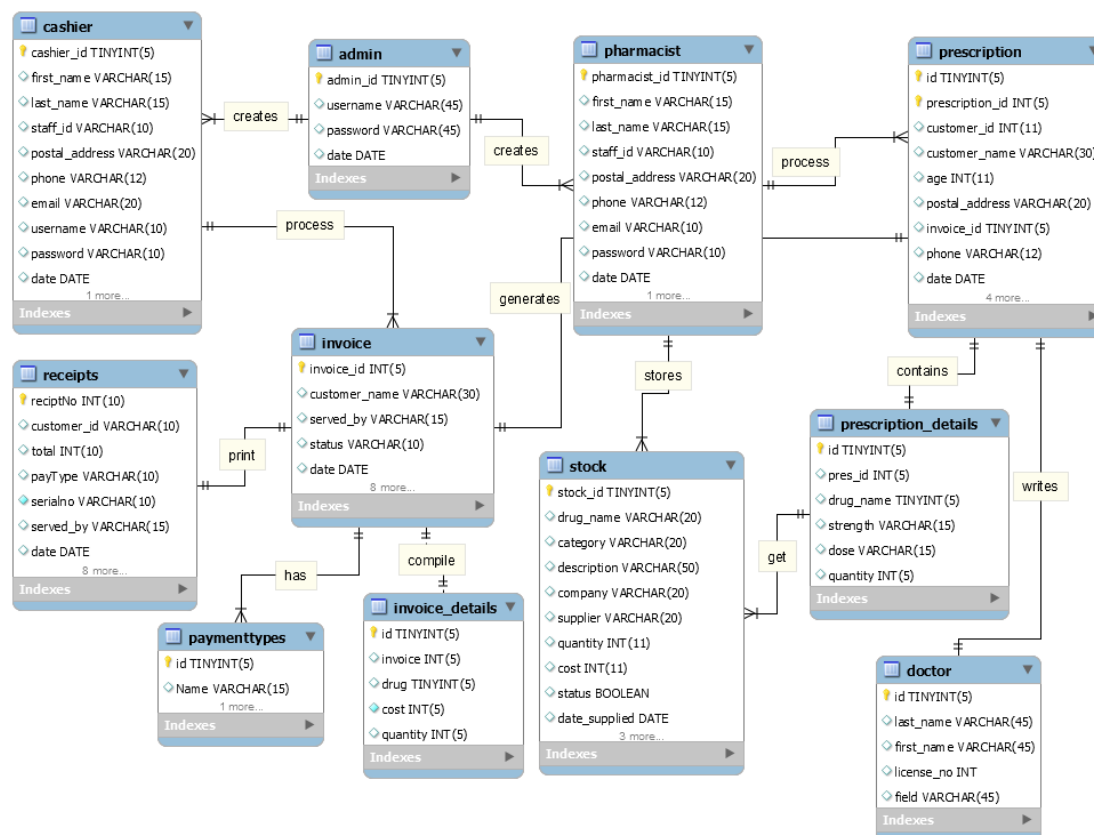 cashier
cashier_id TINYINT(5)
first_name VARCHAR(15)
last_name VARCHAR(15)
staff_id VARCHAR(10)
postal_address VARCHAR(20)
phone VARCHAR(12)
email VARCHAR(20)
username VARCHAR(10)
password VARCHAR(10)
date DATE
1 more...
Indexes
creates
admin
admin_id TINYINT(5)
username VARCHAR(45)
password VARCHAR(45)
date DATE
Indexes
creates
pharmacist
pharmacist_id TINYINT(5)
first_name VARCHAR(15)
last_name VARCHAR(15)
staff_id VARCHAR(10)
postal_address VARCHAR(20)
phone VARCHAR(12)
email VARCHAR(10)
password VARCHAR(10)
date DATE
1 more...
Indexes
process
prescription
id TINYINT(5)
prescription_id INT(5)
customer_id INT(11)
customer_name VARCHAR(30)
age INT(11)
postal_address VARCHAR(20)
invoice_id TINYINT(5)
phone VARCHAR(12)
date DATE
4 more...
Indexes
process
generates
receipts
reciptNo INT(10)
customer_id VARCHAR(10)
total INT(10)
payType VARCHAR(10)
serialno VARCHAR(10)
served_by VARCHAR(15)
date DATE
8 more...
Indexes
print
invoice
invoice_id INT(5)
customer_name VARCHAR(30)
served_by VARCHAR(15)
status VARCHAR(10)
date DATE
8 more...
Indexes
stores
contains
has
compile
paymenttypes
id TINYINT(5)
Name VARCHAR(15)
1 more...
Indexes
invoice_details
id TINYINT(5)
invoice INT(5)
drug TINYINT(5)
cost INT(5)
quantity INT(5)
Indexes
stock
stock_id TINYINT(5)
drug_name VARCHAR(20)
category VARCHAR(20)
description VARCHAR(50)
company VARCHAR(20)
supplier VARCHAR(20)
quantity INT(11)
cost INT(11)
status BOOLEAN
date_supplied DATE
3 more...
Indexes
get
prescription_details
id TINYINT(5)
pres_id INT(5)
drug_name TINYINT(5)
strength VARCHAR(15)
dose VARCHAR(15)
quantity INT(5)
Indexes
writes
doctor
id TINYINT(5)
last_name VARCHAR(45)
first_name VARCHAR(45)
license_no INT
field VARCHAR(45)
Indexes